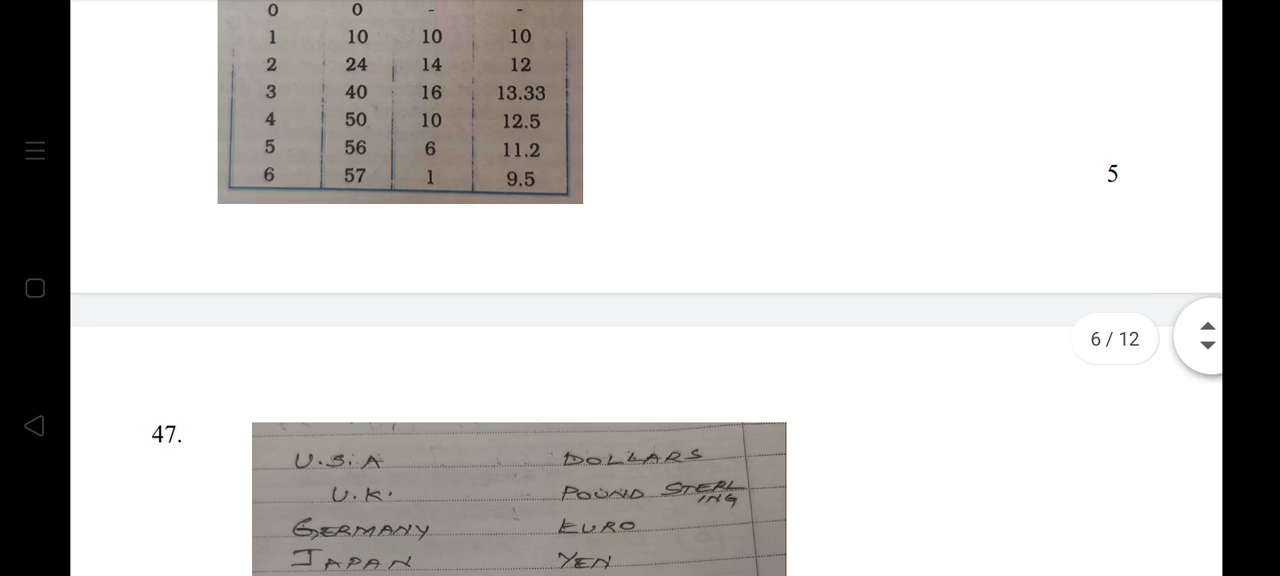 0 0 - -
1 10 10 10
2 24 14 12
3 40 16 13.33
4 50 10 12.5
5 56 6 11.2
6 57 1 9.5
5
6 / 12
47.
U.S.A DOLLARS
U.K. POUND STERLING
GERMANY EURO
JAPAN YEN